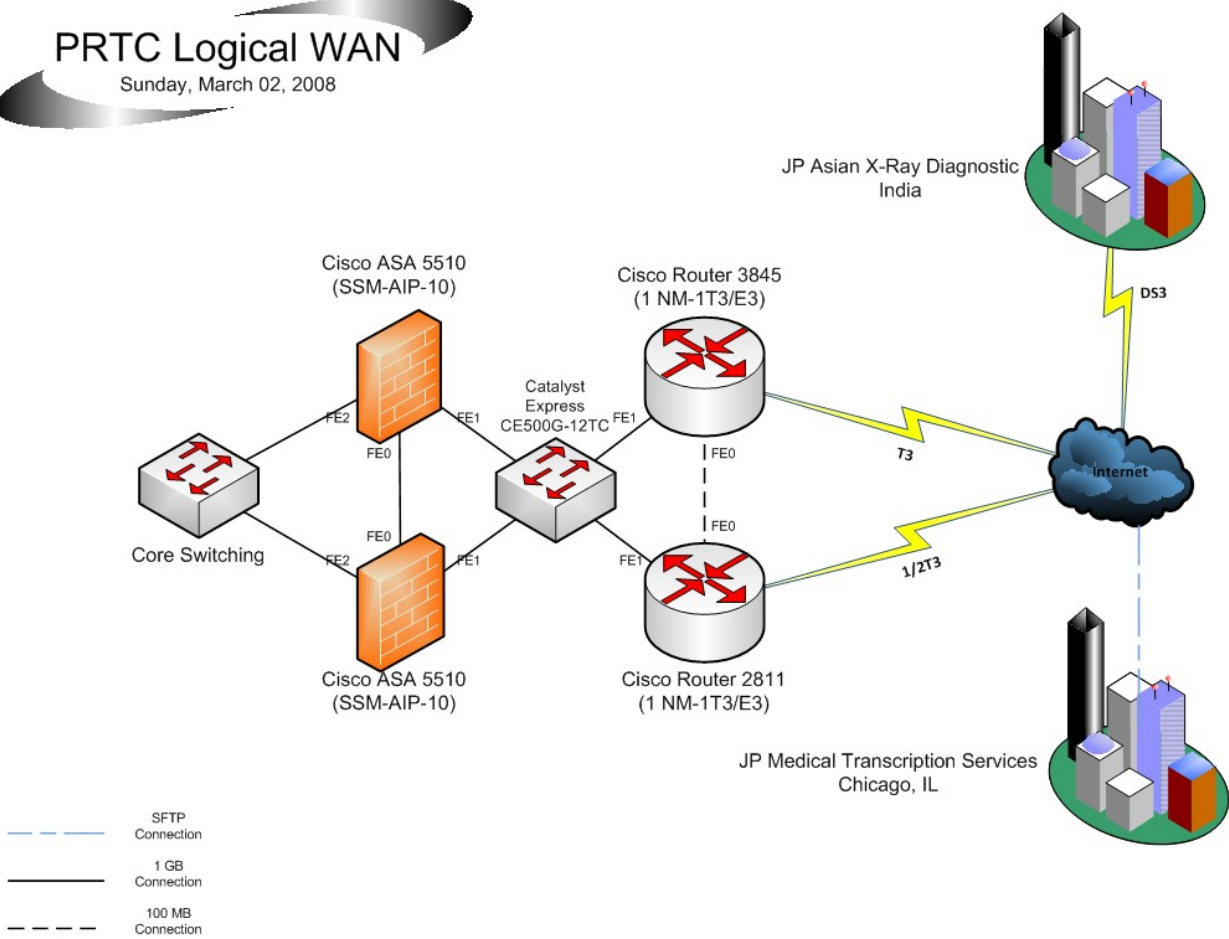 PRTC Logical WAN
Sunday, March 02, 2008
JP Asian X-Ray Diagnostic
India
DS3
Cisco ASA 5510
(SSM-AIP-10)
Cisco Router 3845
(1 NM-1T3/E3)
Catalyst
Express
CE500G-12TC
FE2
FE1
FE1
FE0
FE0
T3
Internet
Core Switching
FE0
FE0
FE2
FE1
FE1
1/2T3
Cisco ASA 5510
(SSM-AIP-10)
Cisco Router 2811
(1 NM-1T3/E3)
JP Medical Transcription Services
Chicago, IL
SFTP
Connection
1 GB
Connection
100 MB
Connection